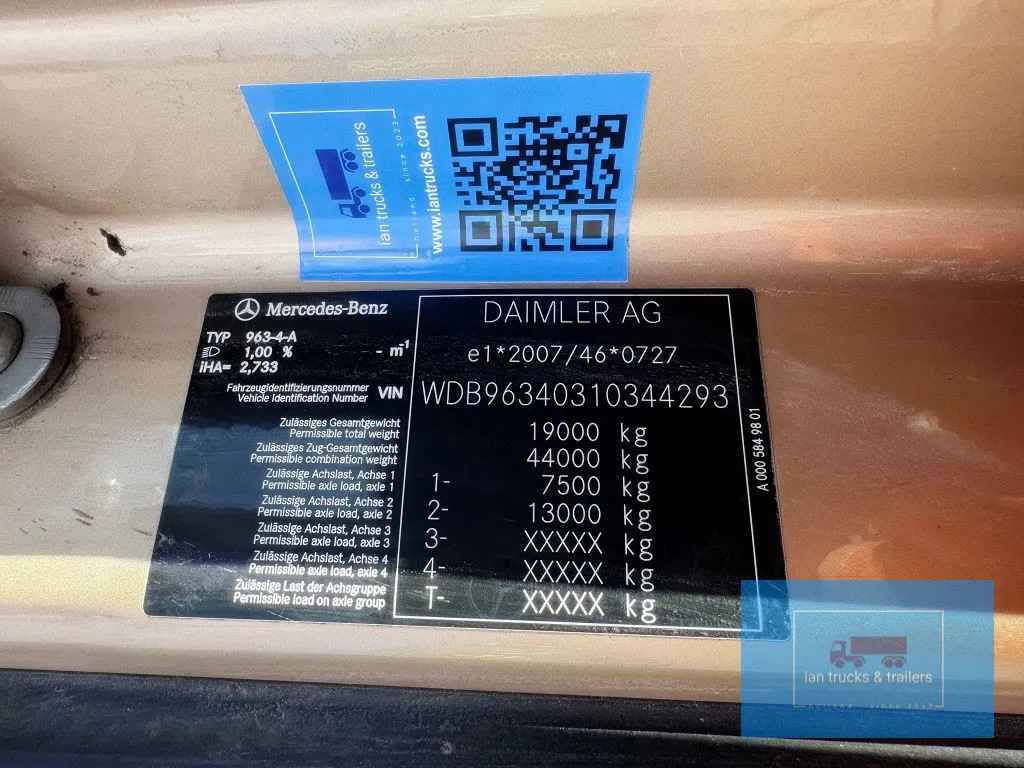 ian trucks & trailers
since 2023
www.iantrucks.com
Mercedes-Benz
TYP 963-4-A
1,00 % - m-1
iHA= 2,733
Fahrzeugidentifizierungsnummer
Vehicle Identification Number VIN
Zulässiges Gesamtgewicht
Permissible total weight
Zulässiges Zug-Gesamtgewicht
Permissible combination weight
Zulässige Achslast, Achse 1
Permissible axle load, axle 1
Zulässige Achslast, Achse 2
Permissible axle load, axle 2
Zulässige Achslast, Achse 3
Permissible axle load, axle 3
Zulässige Achslast, Achse 4
Permissible axle load, axle 4
Zulässige Last der Achsgruppe
Permissible load on axle group
DAIMLER AG
e1*2007/46*0727
WDB96340310344293
19000 kg
44000 kg
1- 7500 kg
2- 13000 kg
3- XXXXX kg
4- XXXXX kg
T- XXXXX kg
A 000 584 98 01
Ian trucks & trailers